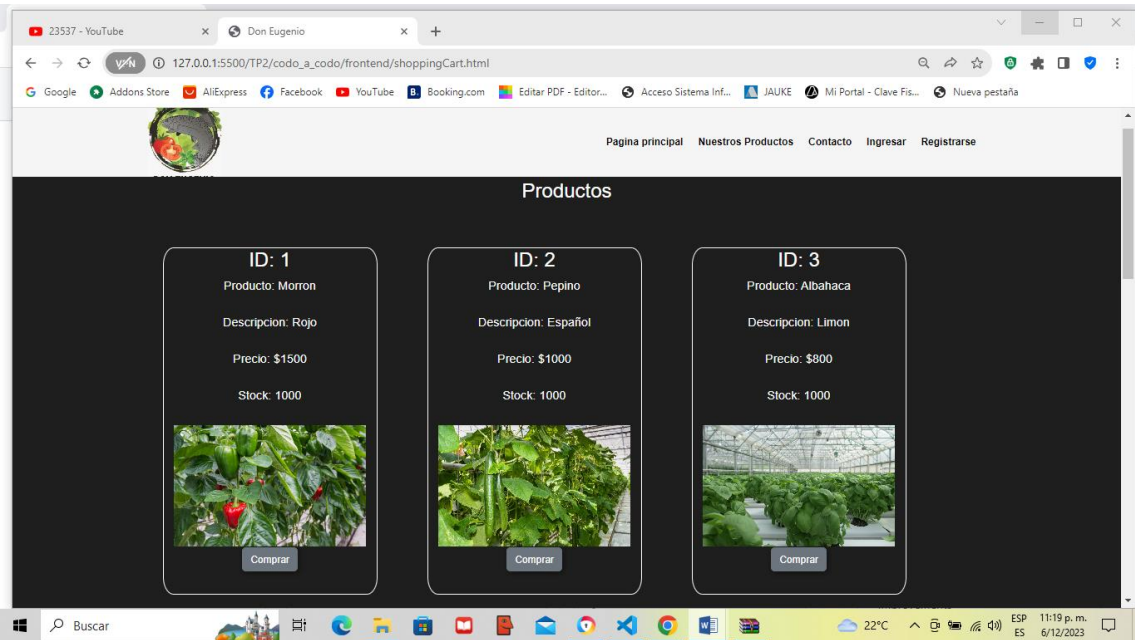 23537 - YouTube
Don Eugenio
127.0.0.1:5500/TP2/codo_a_codo/frontend/shoppingCart.html
Google Addons Store AliExpress Facebook YouTube Booking.com Editar PDF - Editor... Acceso Sistema Inf... JAUKE Mi Portal - Clave Fis... Nueva pestaña
Pagina principal Nuestros Productos Contacto Ingresar Registrarse
Productos
ID: 1
Producto: Morron
Descripcion: Rojo
Precio: $1500
Stock: 1000
Comprar
ID: 2
Producto: Pepino
Descripcion: Español
Precio: $1000
Stock: 1000
Comprar
ID: 3
Producto: Albahaca
Descripcion: Limon
Precio: $800
Stock: 1000
Comprar
Buscar
22°C
ESP
ES
11:19 p. m.
6/12/2023